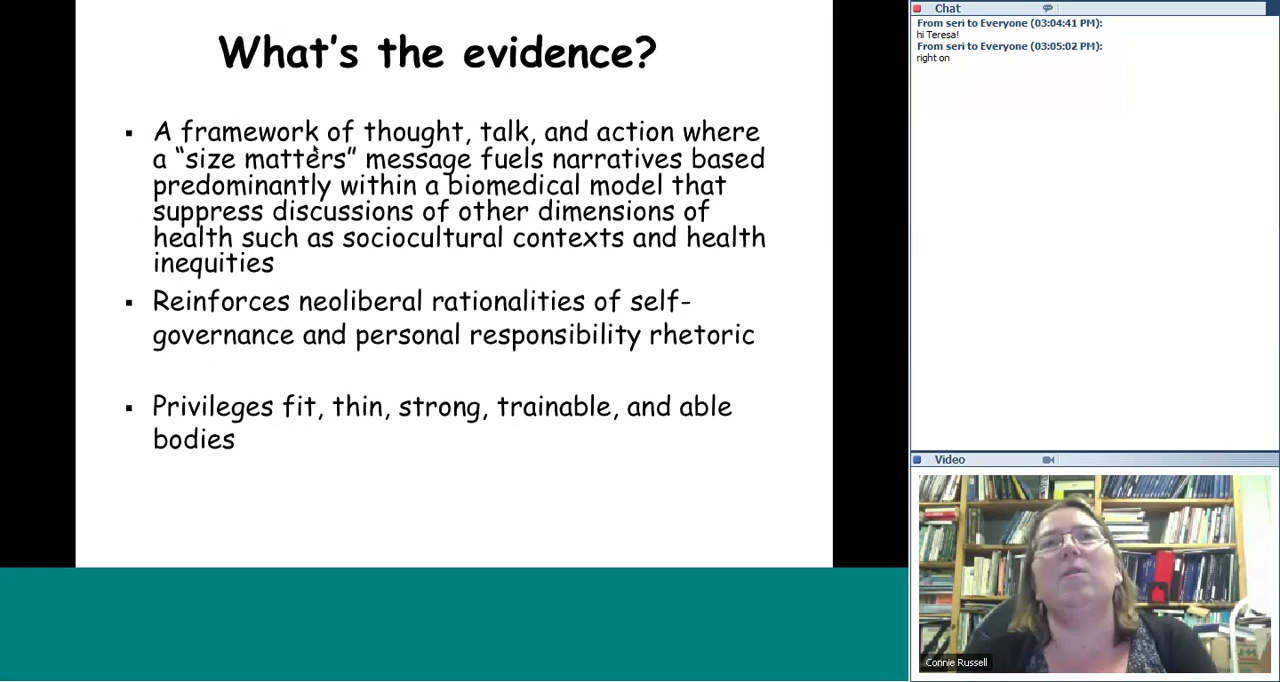 What's the evidence?
▪ A framework of thought, talk, and action where
a “size matters” message fuels narratives based
predominantly within a biomedical model that
suppress discussions of other dimensions of
health such as sociocultural contexts and health
inequities
▪ Reinforces neoliberal rationalities of self-
governance and personal responsibility rhetoric
▪ Privileges fit, thin, strong, trainable, and able
bodies
Chat
From seri to Everyone (03:04:41 PM):
hi Teresa!
From seri to Everyone (03:05:02 PM):
right on
Video
Connie Russell